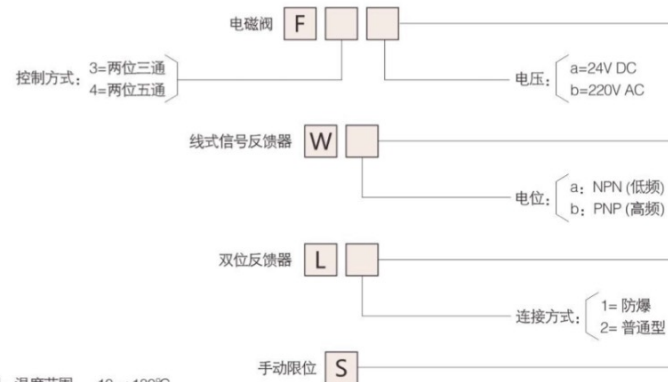 电磁阀 F
控制方式: 3=两位三通
4=两位五通
电压: a=24V DC
b=220V AC
线式信号反馈器 W
电位: a: NPN (低频)
b: PNP (高频)
双位反馈器 L
连接方式: 1= 防爆
2= 普通型
手动限位 S